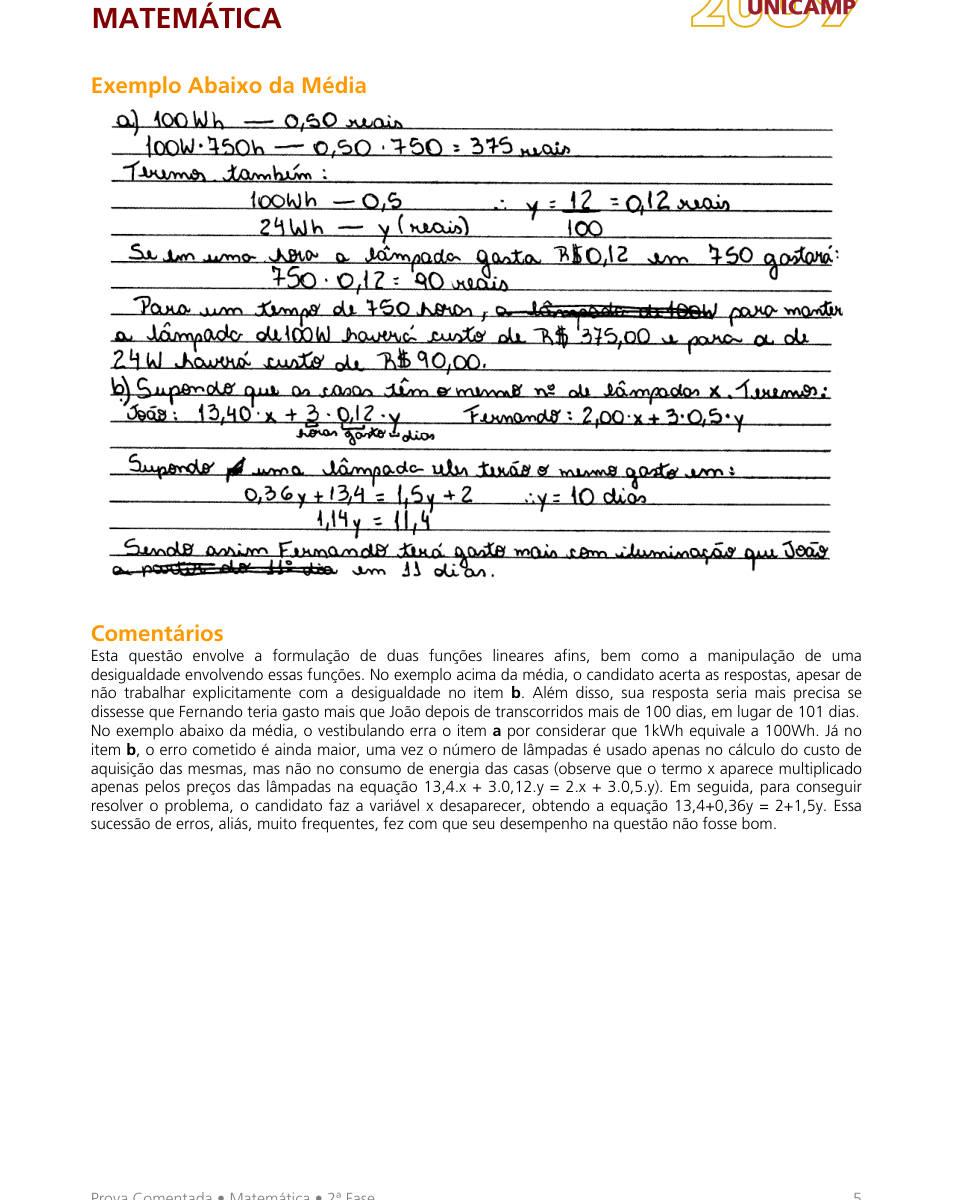 MATEMÁTICA
2009
UNICAMP
Exemplo Abaixo da Média
a) 100Wh — 0,50 reais
100W·750h — 0,50 · 750 = 375 reais
Teremos também:
100Wh — 0,5 ∴ y = 12 = 0,12 reais
24Wh — y (reais) 100
Se em uma hora a lâmpada gasta R$0,12 em 750 gastará:
750 · 0,12 = 90 reais
Para um tempo de 750 horas, a lâmpada de 100W para manter
a lâmpada de 100W haverá custo de R$ 375,00 e para a de
24W haverá custo de R$ 90,00.
b) Supondo que as casas têm o mesmo nº de lâmpadas x. Teremos:
João: 13,40·x + 3 · 0,12 · y Fernando: 2,00·x + 3·0,5·y
horas gasto dias
Supondo uma lâmpada eles terão o mesmo gasto em:
0,36y + 13,4 = 1,5y + 2 ∴ y = 10 dias
1,14y = 11,4
Sendo assim Fernando terá gasto mais com iluminação que João
a partir do 11º dia em 11 dias.
Comentários
Esta questão envolve a formulação de duas funções lineares afins, bem como a manipulação de uma
desigualdade envolvendo essas funções. No exemplo acima da média, o candidato acerta as respostas, apesar de
não trabalhar explicitamente com a desigualdade no item b. Além disso, sua resposta seria mais precisa se
dissesse que Fernando teria gasto mais que João depois de transcorridos mais de 100 dias, em lugar de 101 dias.
No exemplo abaixo da média, o vestibulando erra o item a por considerar que 1kWh equivale a 100Wh. Já no
item b, o erro cometido é ainda maior, uma vez o número de lâmpadas é usado apenas no cálculo do custo de
aquisição das mesmas, mas não no consumo de energia das casas (observe que o termo x aparece multiplicado
apenas pelos preços das lâmpadas na equação 13,4.x + 3.0,12.y = 2.x + 3.0,5.y). Em seguida, para conseguir
resolver o problema, o candidato faz a variável x desaparecer, obtendo a equação 13,4+0,36y = 2+1,5y. Essa
sucessão de erros, aliás, muito frequentes, fez com que seu desempenho na questão não fosse bom.
Prova Comentada • Matemática • 2ª Fase 5